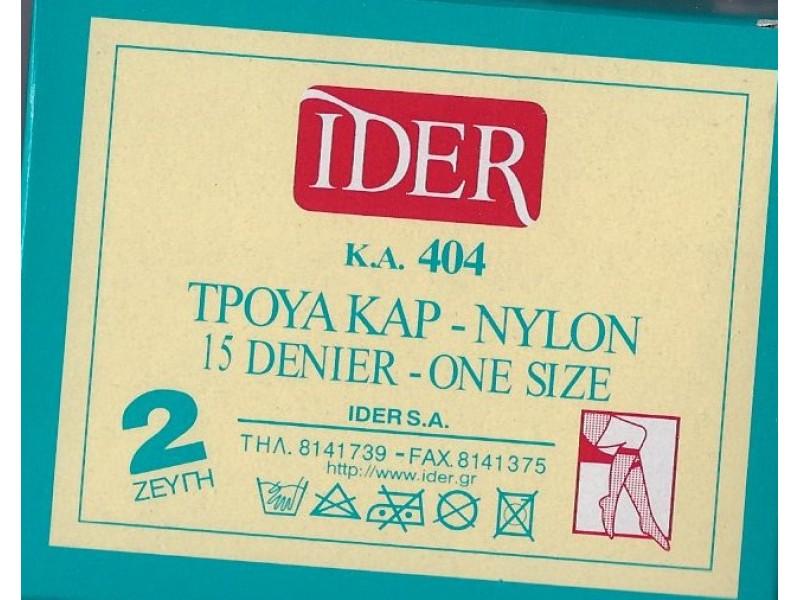 IDER
Κ.Α. 404
ΤΡΟΥΑ ΚΑΡ - NYLON
15 DENIER - ONE SIZE
IDER S.A.
ΤΗΛ. 8141739 - FAX. 8141375
http://www.ider.gr
2
ΖΕΥΓΗ